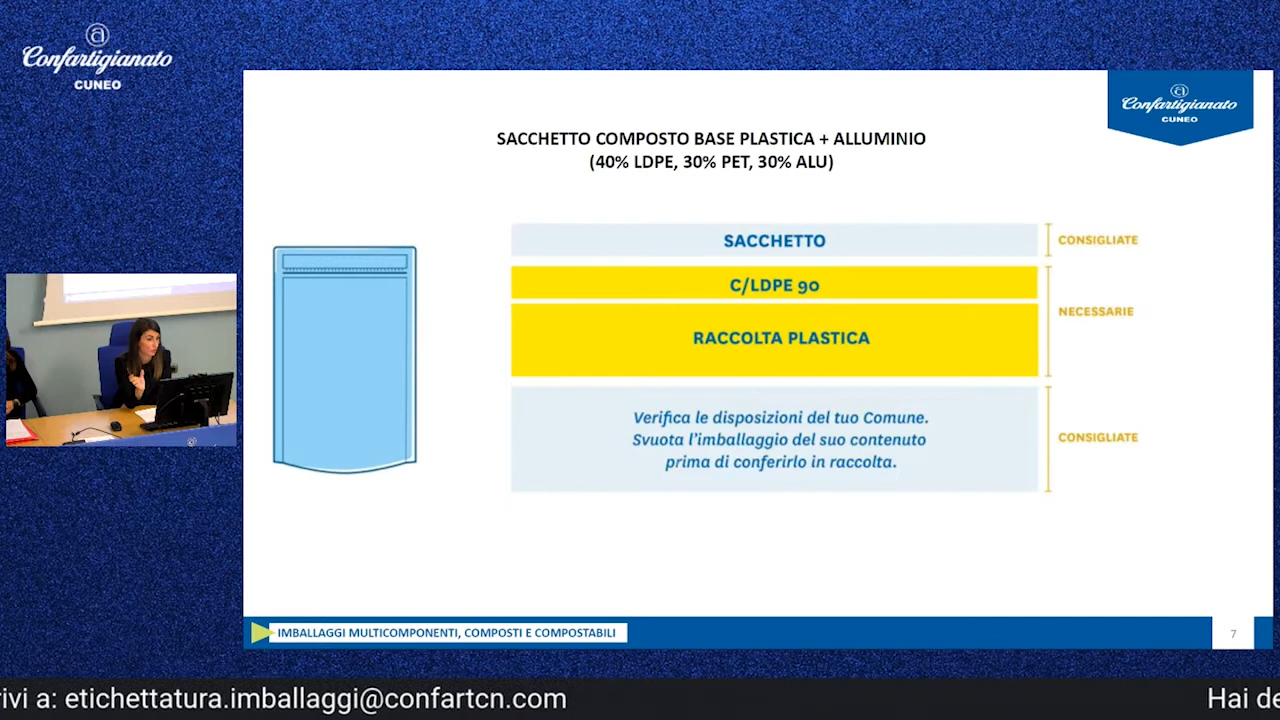 Confartigianato
CUNEO
Confartigianato
CUNEO
SACCHETTO COMPOSTO BASE PLASTICA + ALLUMINIO
(40% LDPE, 30% PET, 30% ALU)
SACCHETTO
CONSIGLIATE
C/LDPE 90
NECESSARIE
RACCOLTA PLASTICA
Verifica le disposizioni del tuo Comune.
Svuota l'imballaggio del suo contenuto
prima di conferirlo in raccolta.
CONSIGLIATE
IMBALLAGGI MULTICOMPONENTI, COMPOSTI E COMPOSTABILI
7
rivi a: etichettatura.imballaggi@confartcn.com
Hai de